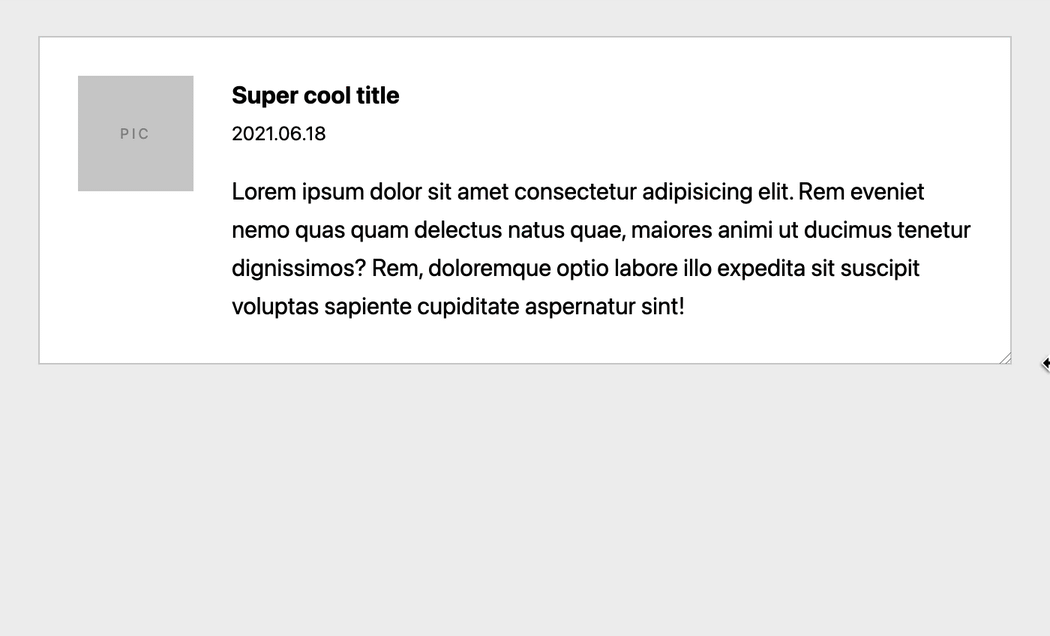 PIC
Super cool title
2021.06.18
Lorem ipsum dolor sit amet consectetur adipisicing elit. Rem eveniet
nemo quas quam delectus natus quae, maiores animi ut ducimus tenetur
dignissimos? Rem, doloremque optio labore illo expedita sit suscipit
voluptas sapiente cupiditate aspernatur sint!